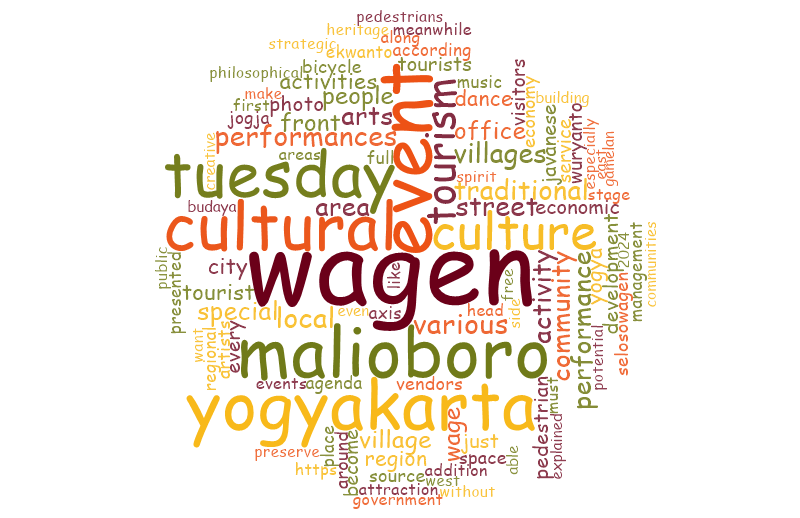 pedestrians
heritage
meanwhile
along
strategic
ekwanto
according
philosophical
bicycle
tourists
activities
music
make
people
visitors
first
photo
arts
dance
economy
building
jogja
front
event
tourism
performances
office
javanese
service
wuryanto
especially
east
gamelan
creative
areas
full
villages
tuesday
spirit
traditional
stage
budaya
area
street
economic
cultural
culture
public
presented
city
wagen
like
activity
community
performance
yogya
development
2024
management
communities
tourist
free
special
local
even
axis
head
side
various
selosowagen
want
regional
artists
every
malioboro
potential
events
agenda
vendors
must
yogyakarta
pedestrian
explained
wage
place
around
become
village
just
preserve
region
space
able
https
source
addition
west
attraction
without
government